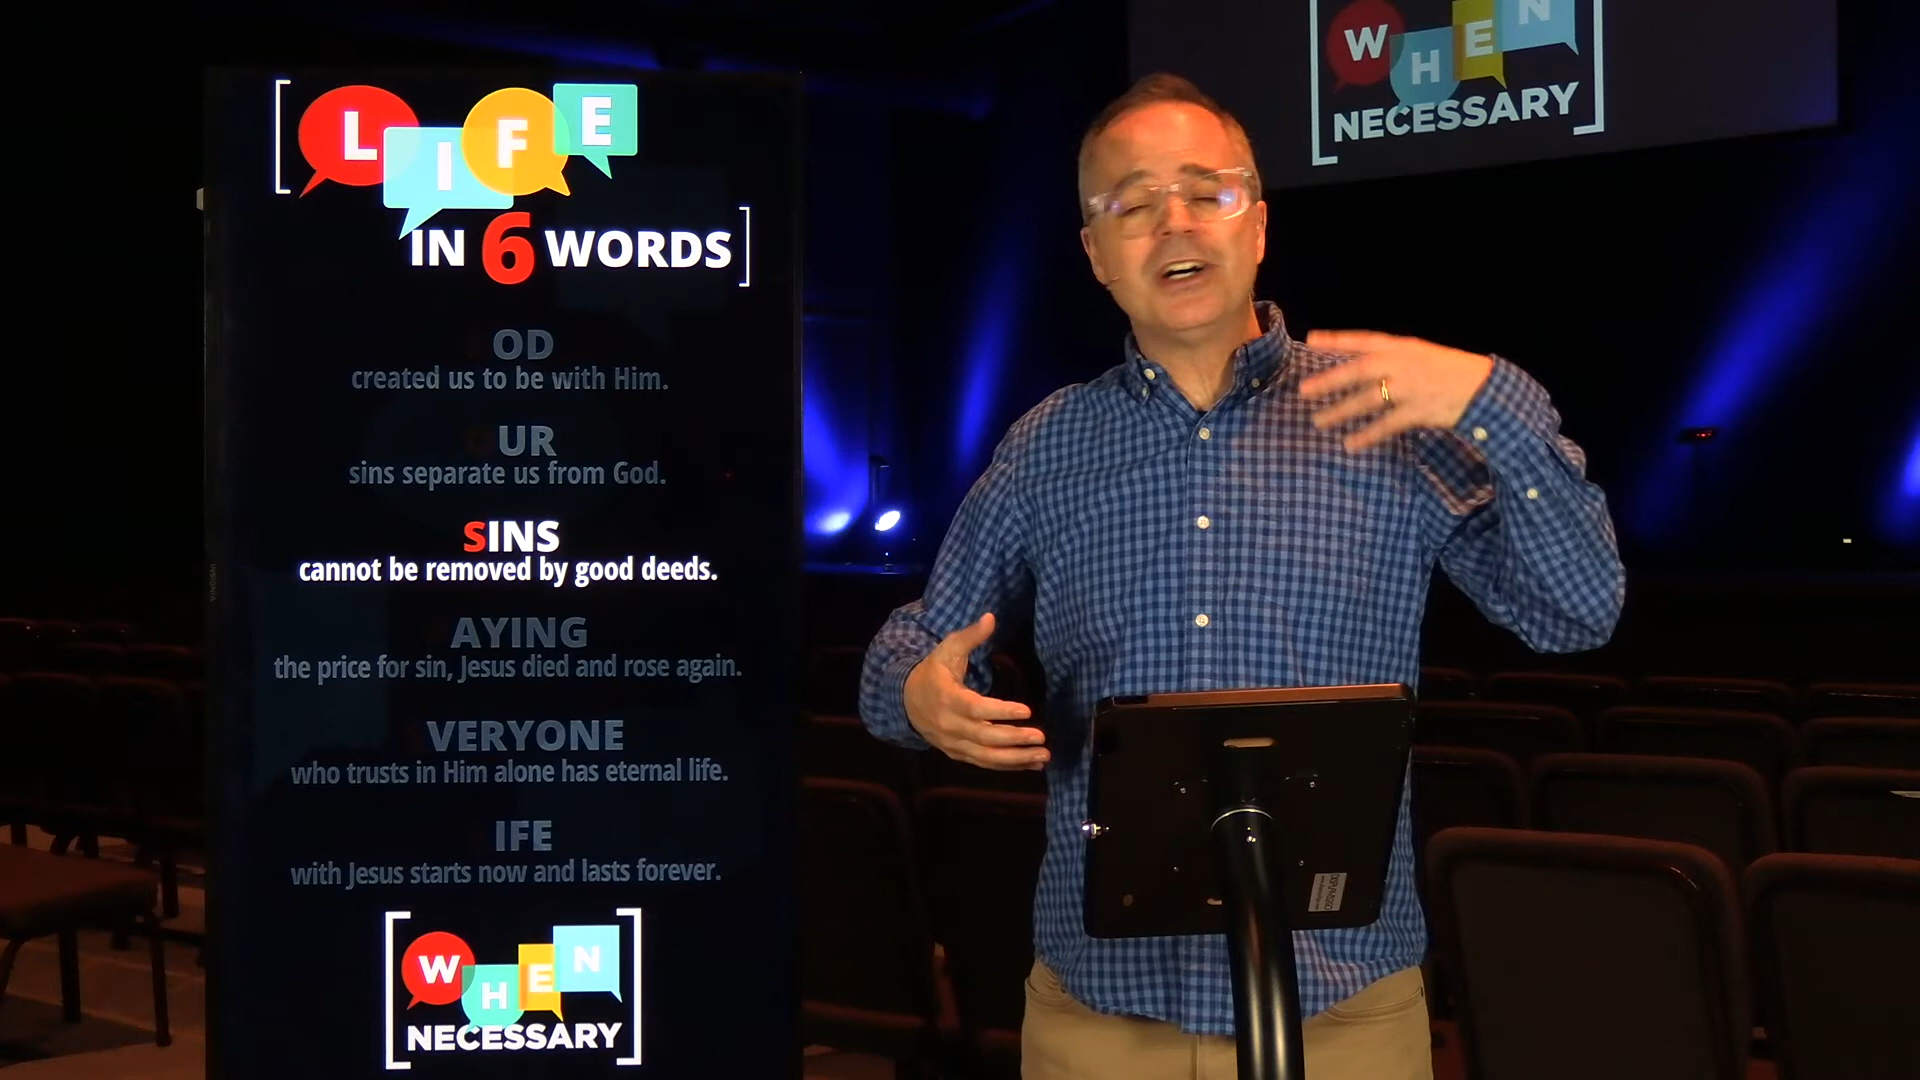 LIFE
IN 6 WORDS
OD
created us to be with Him.
UR
sins separate us from God.
SINS
cannot be removed by good deeds.
AYING
the price for sin, Jesus died and rose again.
VERYONE
who trusts in Him alone has eternal life.
IFE
with Jesus starts now and lasts forever.
WHEN
NECESSARY
WHEN
NECESSARY